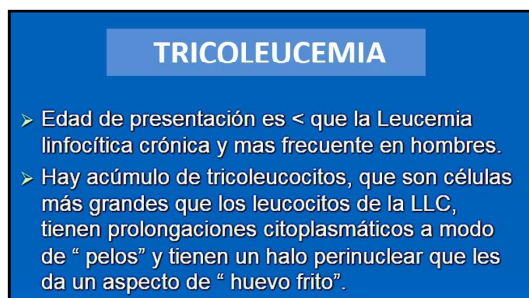 TRICOLEUCEMIA
➢ Edad de presentación es < que la Leucemia
linfocítica crónica y mas frecuente en hombres.
➢ Hay acúmulo de tricoleucocitos, que son células
más grandes que los leucocitos de la LLC,
tienen prolongaciones citoplasmáticos a modo
de “ pelos” y tienen un halo perinuclear que les
da un aspecto de “ huevo frito”.